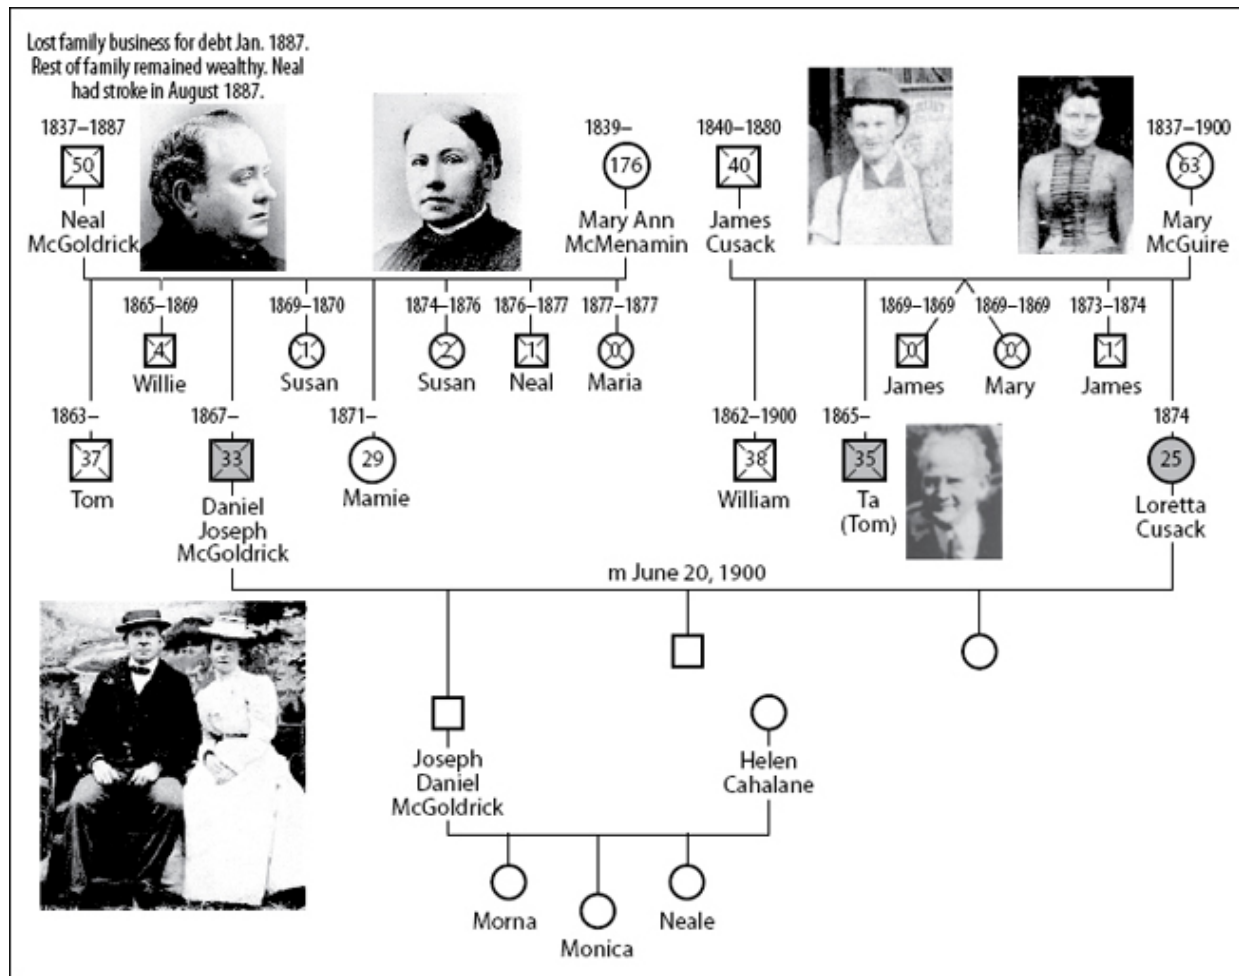 Lost family business for debt Jan. 1887.
Rest of family remained wealthy. Neal
had stroke in August 1887.
1837–1887
50
Neal
McGoldrick
1839–
176
Mary Ann
McMenamin
1840–1880
40
James
Cusack
1837–1900
63
Mary
McGuire
1865–1869
4
Willie
1869–1870
1
Susan
1874–1876
2
Susan
1876–1877
1
Neal
1877–1877
0
Maria
1869–1869
0
James
1869–1869
0
Mary
1873–1874
1
James
1863–
37
Tom
1867–
33
Daniel
Joseph
McGoldrick
1871–
29
Mamie
1862–1900
38
William
1865–
35
Ta
(Tom)
1874
25
Loretta
Cusack
m June 20, 1900
Joseph
Daniel
McGoldrick
Helen
Cahalane
Morna
Monica
Neale